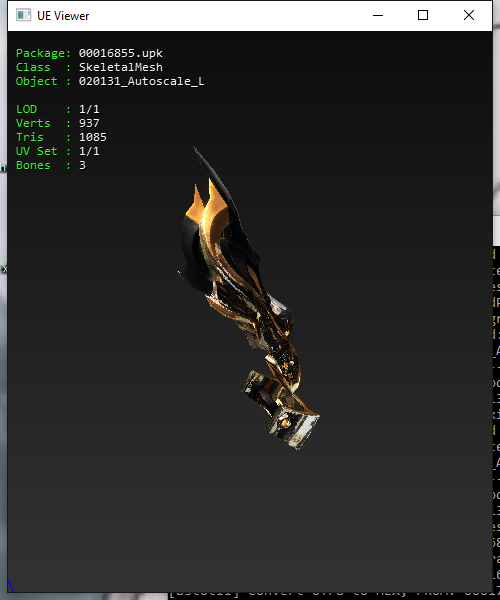 UE Viewer
Package: 00016855.upk
Class : SkeletalMesh
Object : 020131_Autoscale_L
LOD : 1/1
Verts : 937
Tris : 1085
UV Set : 1/1
Bones : 3